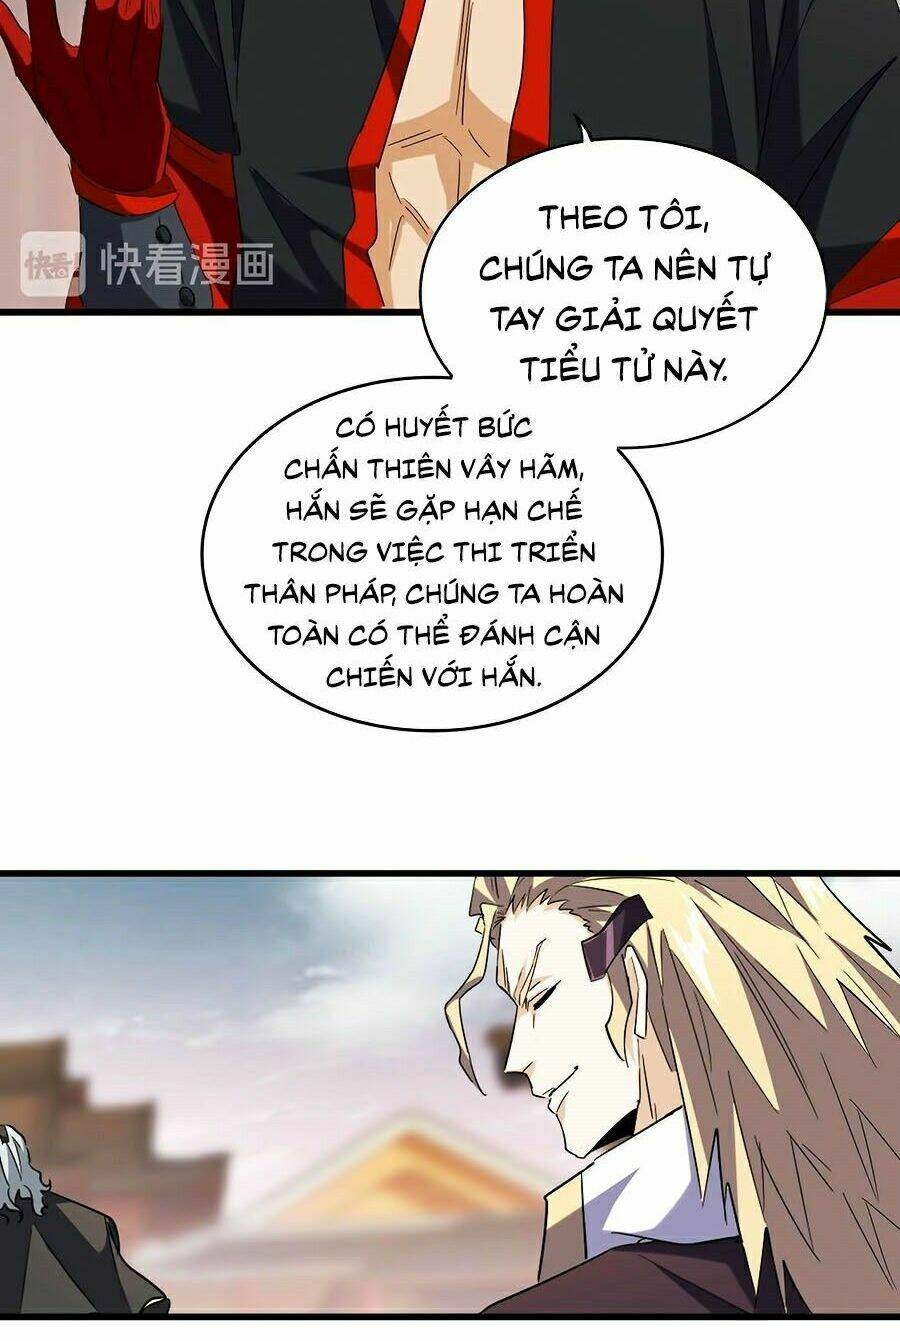 快看! 快看漫画
THEO TÔI,
CHÚNG TA NÊN TỰ
TAY GIẢI QUYẾT
TIỂU TỬ NÀY.
CÓ HUYẾT BỨC
CHẤN THIÊN VÂY HÃM,
HẮN SẼ GẶP HẠN CHẾ
TRONG VIỆC THI TRIỂN
THÂN PHÁP, CHÚNG TA HOÀN
TOÀN CÓ THỂ ĐÁNH CẬN
CHIẾN VỚI HẮN.